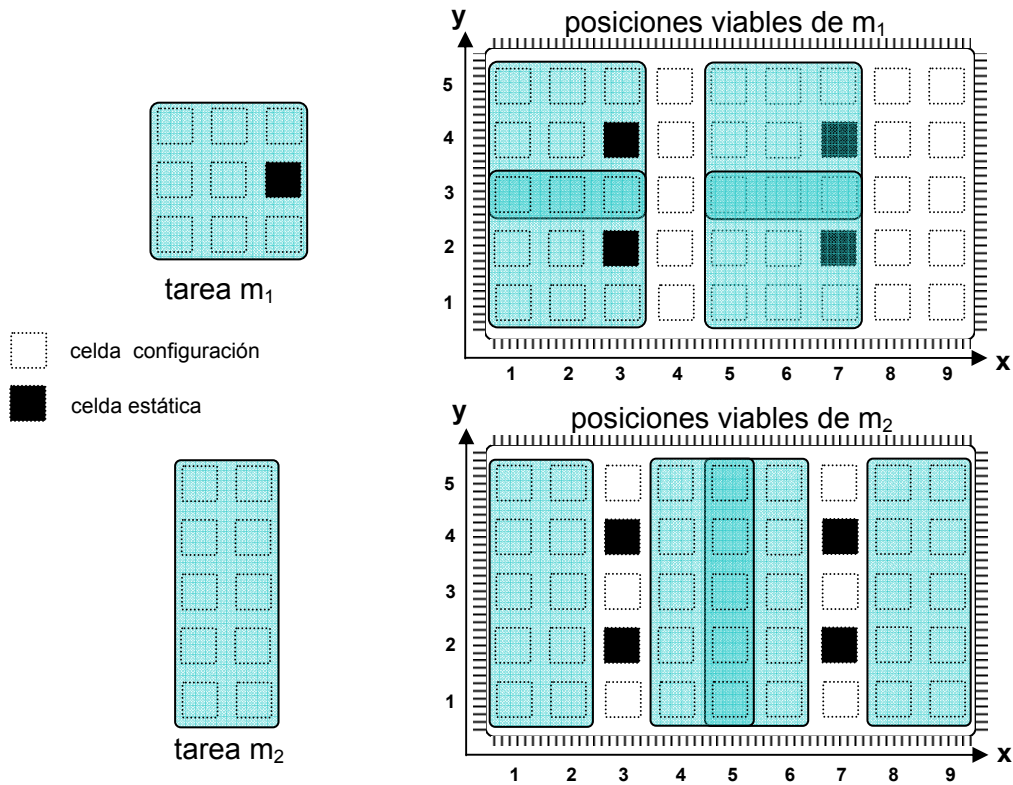 y
posiciones viables de m1
5
4
3
2
1
1 2 3 4 5 6 7 8 9
x
tarea m1
celda configuración
celda estática
y
posiciones viables de m2
5
4
3
2
1
1 2 3 4 5 6 7 8 9
x
tarea m2